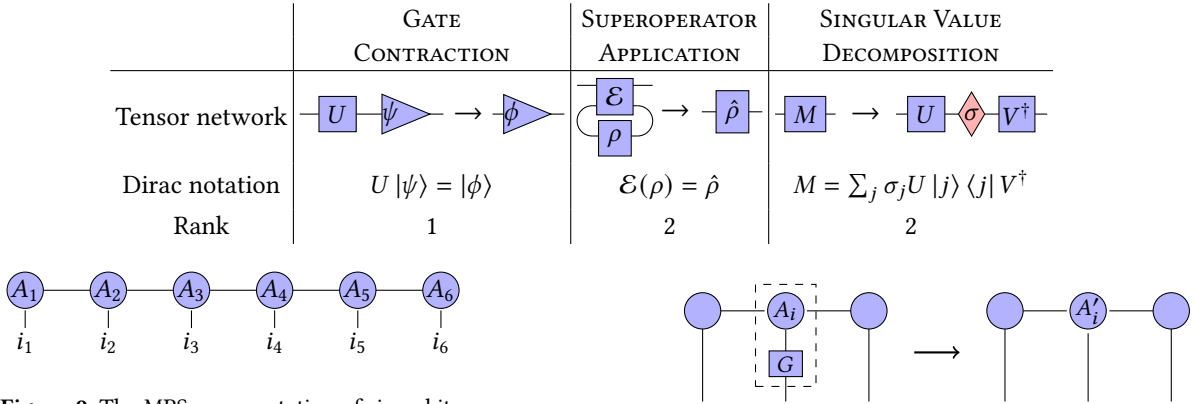 GATE CONTRACTION SUPEROPERATOR APPLICATION SINGULAR VALUE DECOMPOSITION
Tensor network U ψ → ϕ ℰ ρ → ρ̂ M → U σ V†
Dirac notation U |ψ⟩ = |ϕ⟩ ℰ(ρ) = ρ̂ M = ∑ⱼ σⱼU |j⟩ ⟨j| V†
Rank 1 2 2
A₁ A₂ A₃ A₄ A₅ A₆
i₁ i₂ i₃ i₄ i₅ i₆
Aᵢ → A′ᵢ
G